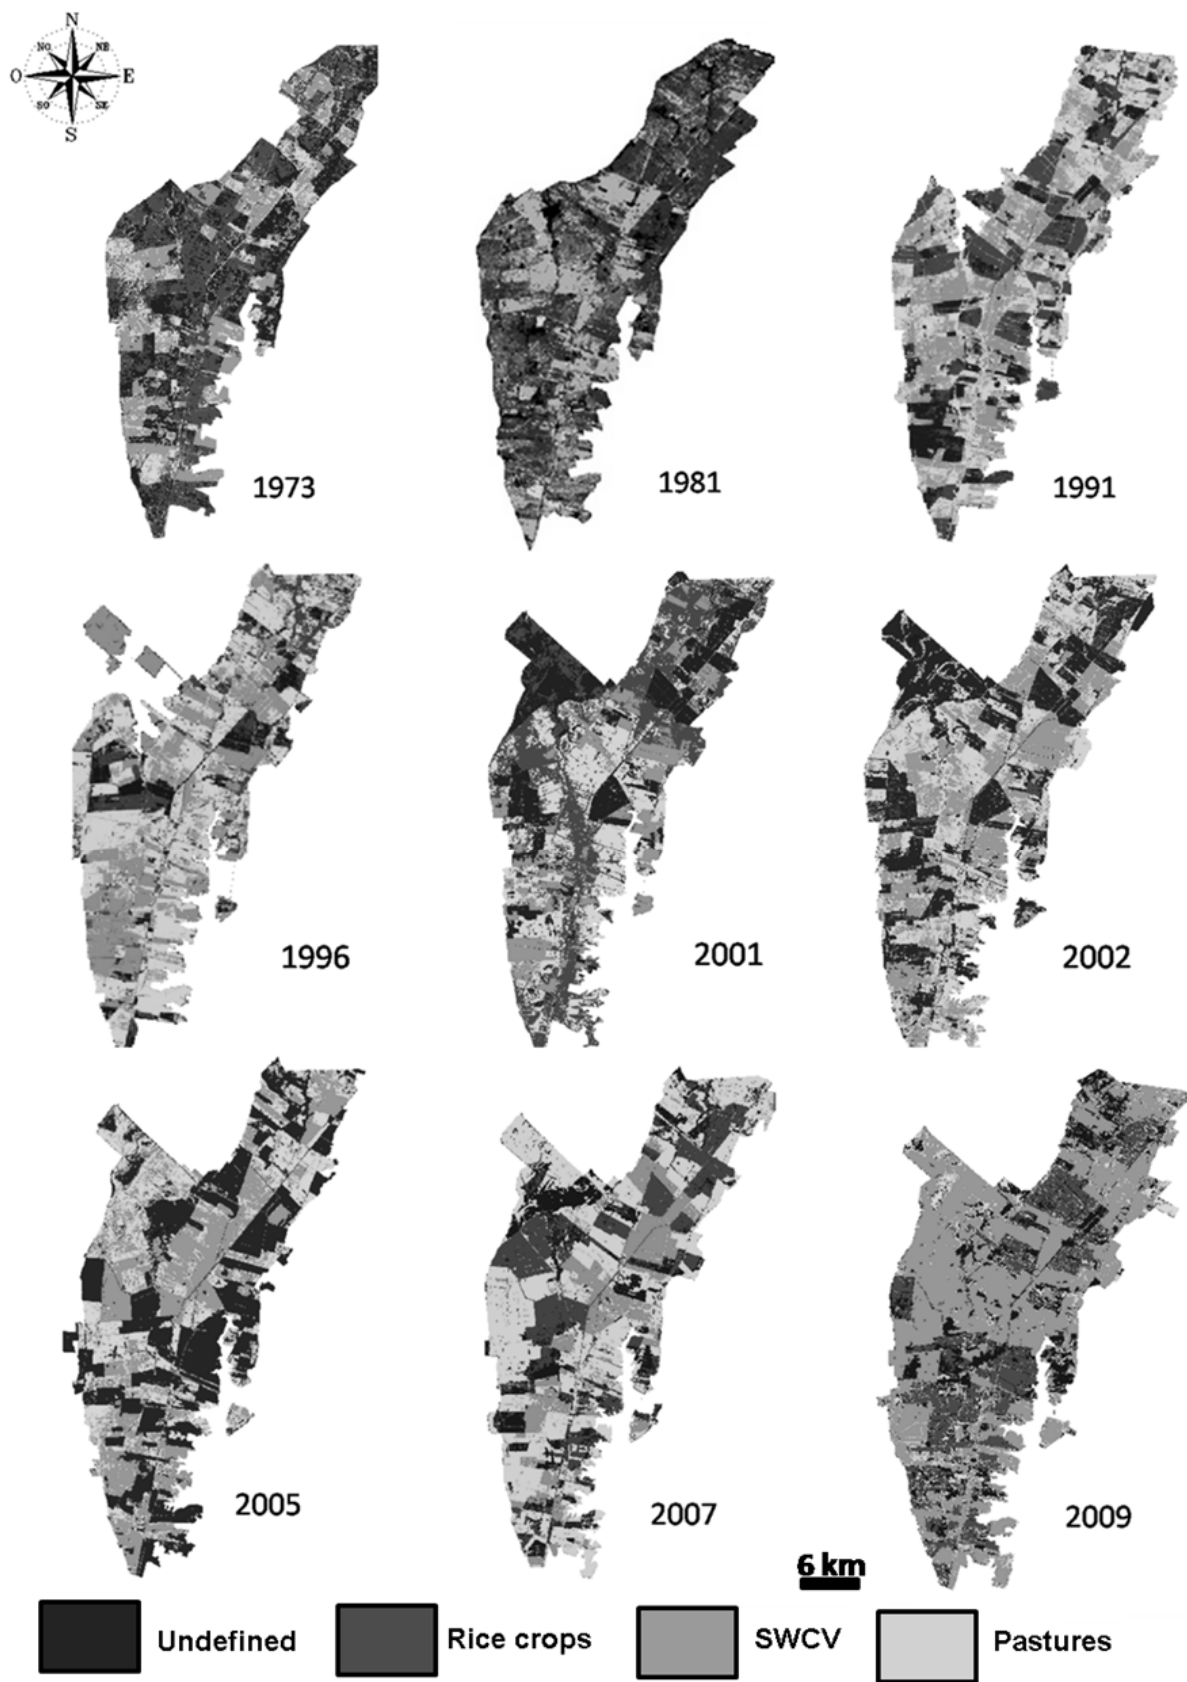 N
NO NE
O E
SO SE
S
1973 1981 1991
1996 2001 2002
2005 2007 2009
6 km
Undefined Rice crops SWCV Pastures